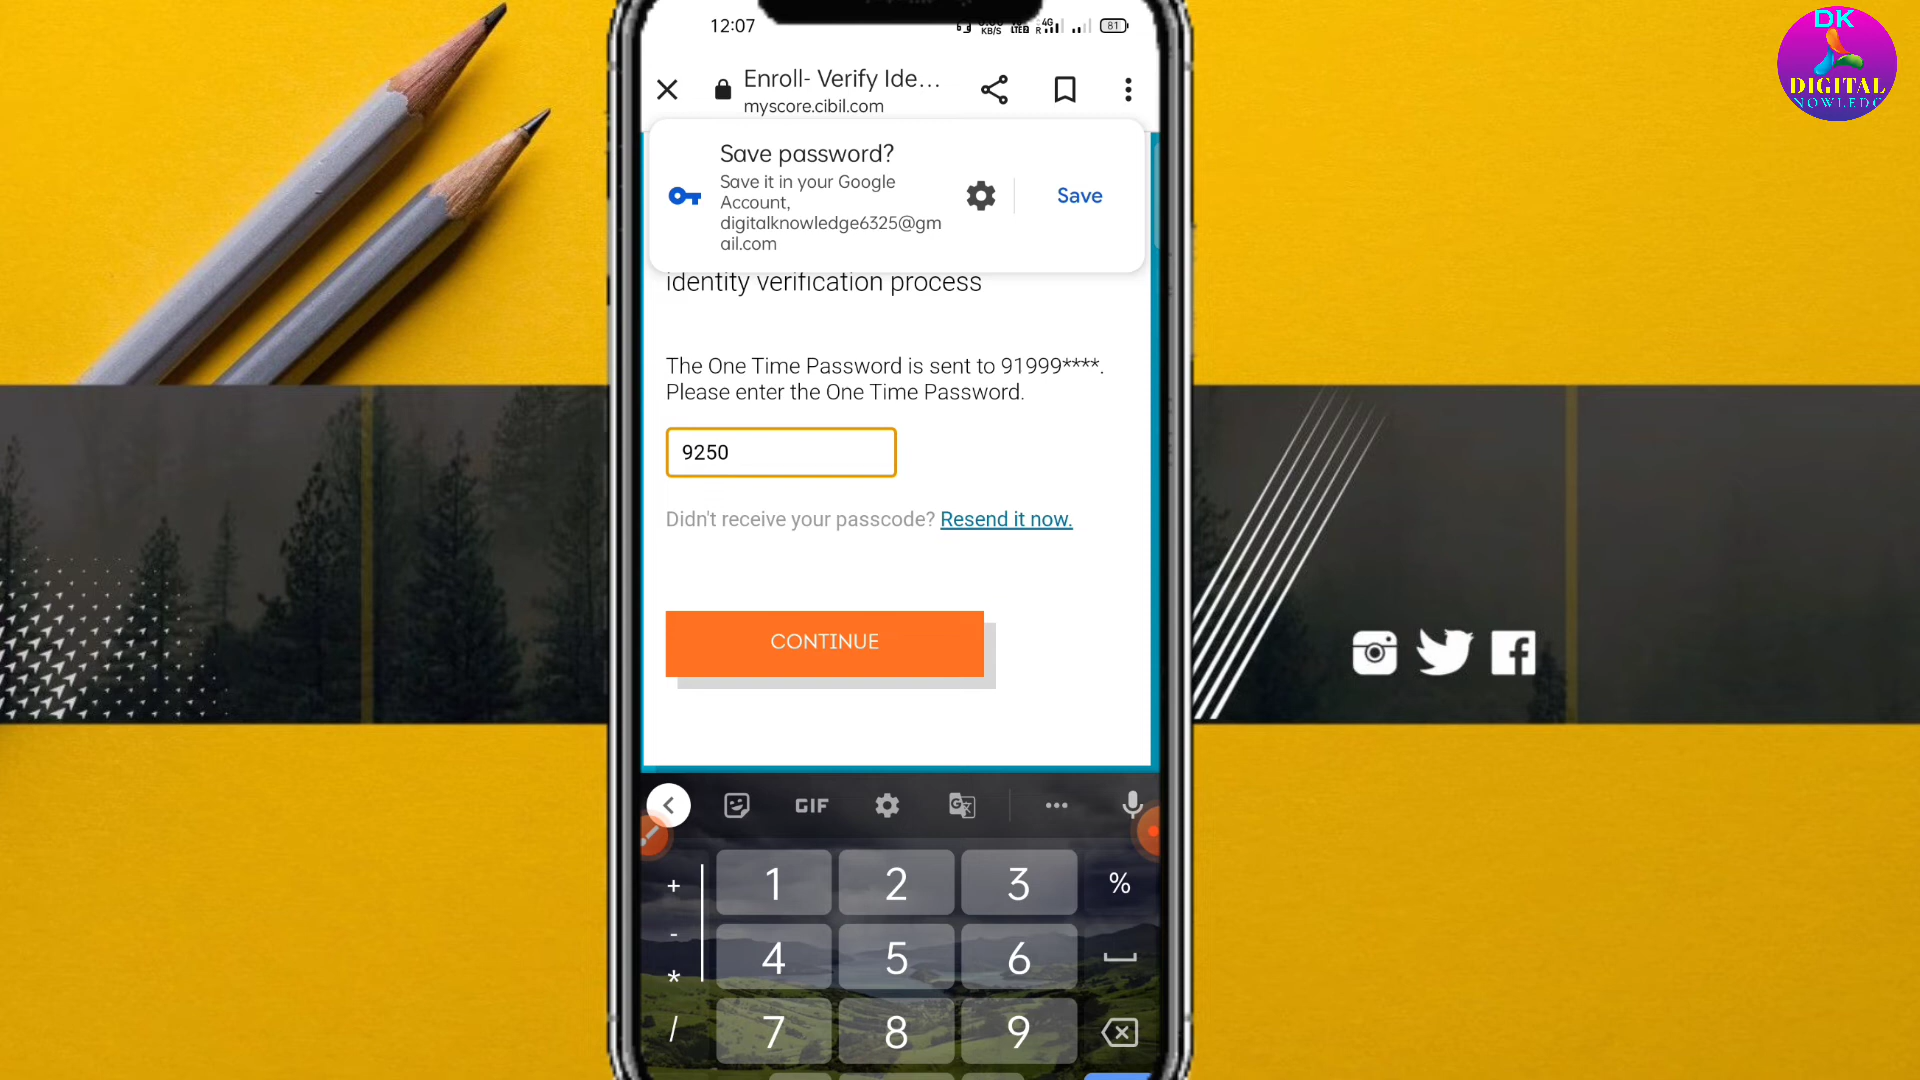 12:07
KB/S
4G
R
81
DK
DIGITAL
Enroll- Verify Ide...
myscore.cibil.com
Save password?
Save it in your Google
Account,
digitalknowledge6325@gm
ail.com
Save
identity verification process
The One Time Password is sent to 91999****.
Please enter the One Time Password.
9250
Didn't receive your passcode? Resend it now.
CONTINUE
GIF
+ 1 2 3 %
-
4 5 6
*
/ 7 8 9